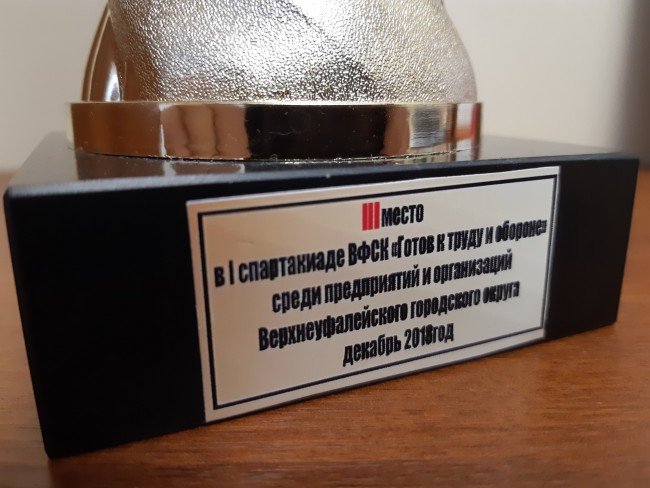 III место
в I спартакиаде ВФСК «Готов к труду и обороне»
среди предприятий и организаций
Верхнеуфалейского городского округа
декабрь 2018год